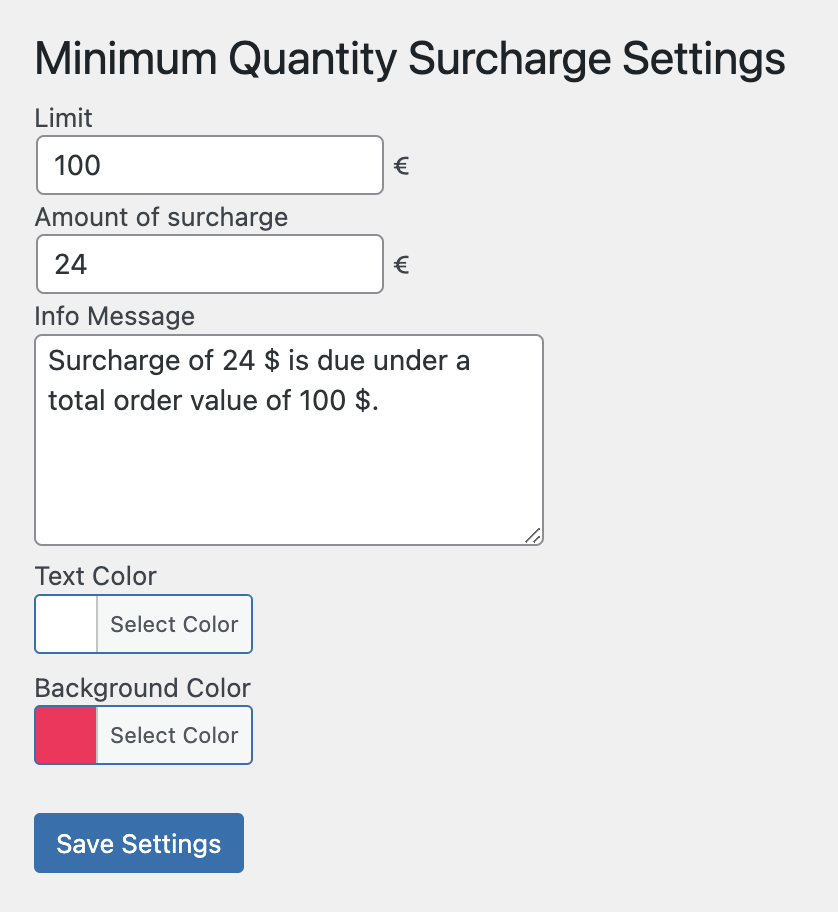 Minimum Quantity Surcharge Settings
Limit
100 €
Amount of surcharge
24 €
Info Message
Surcharge of 24 $ is due under a
total order value of 100 $.
Text Color
Select Color
Background Color
Select Color
Save Settings